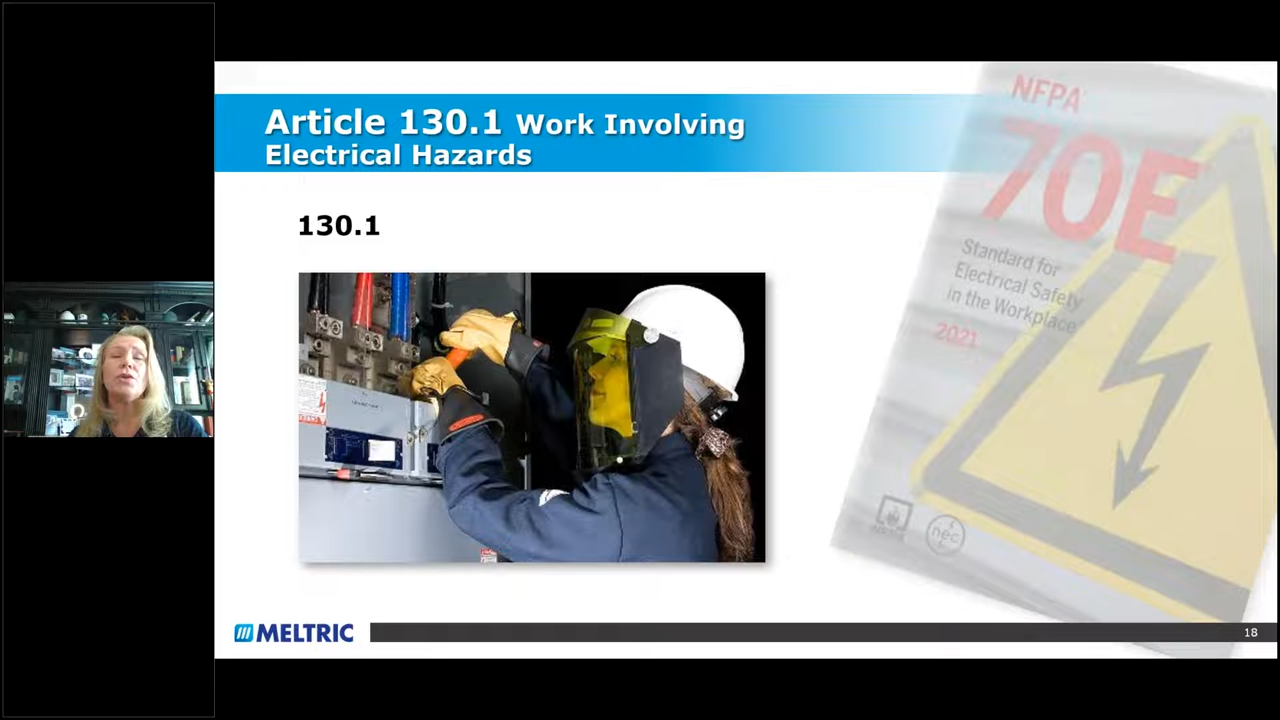 Article 130.1 Work Involving
Electrical Hazards
130.1
NFPA
70E
Standard for
Electrical Safety
in the Workplace
2021
nec
MELTRIC
18